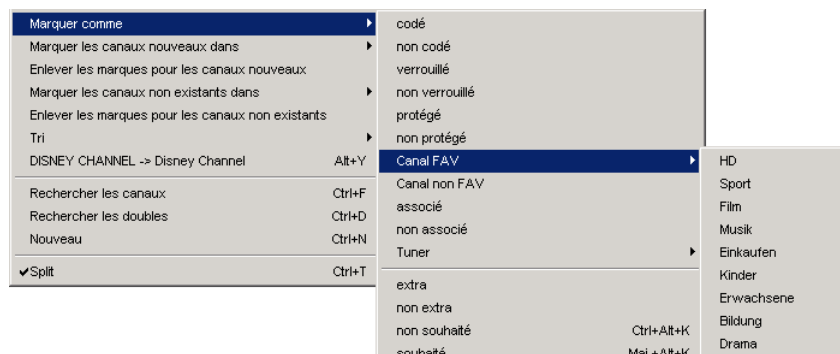 Marquer comme
Marquer les canaux nouveaux dans
Enlever les marques pour les canaux nouveaux
Marquer les canaux non existants dans
Enlever les marques pour les canaux non existants
Tri
DISNEY CHANNEL -> Disney Channel Alt+Y
Rechercher les canaux Ctrl+F
Rechercher les doubles Ctrl+D
Nouveau Ctrl+N
Split Ctrl+T
codé
non codé
verrouillé
non verrouillé
protégé
non protégé
Canal FAV
Canal non FAV
associé
non associé
Tuner
extra
non extra
non souhaité Ctrl+Alt+K
souhaité Maj.+Alt+K
HD
Sport
Film
Musik
Einkaufen
Kinder
Erwachsene
Bildung
Drama